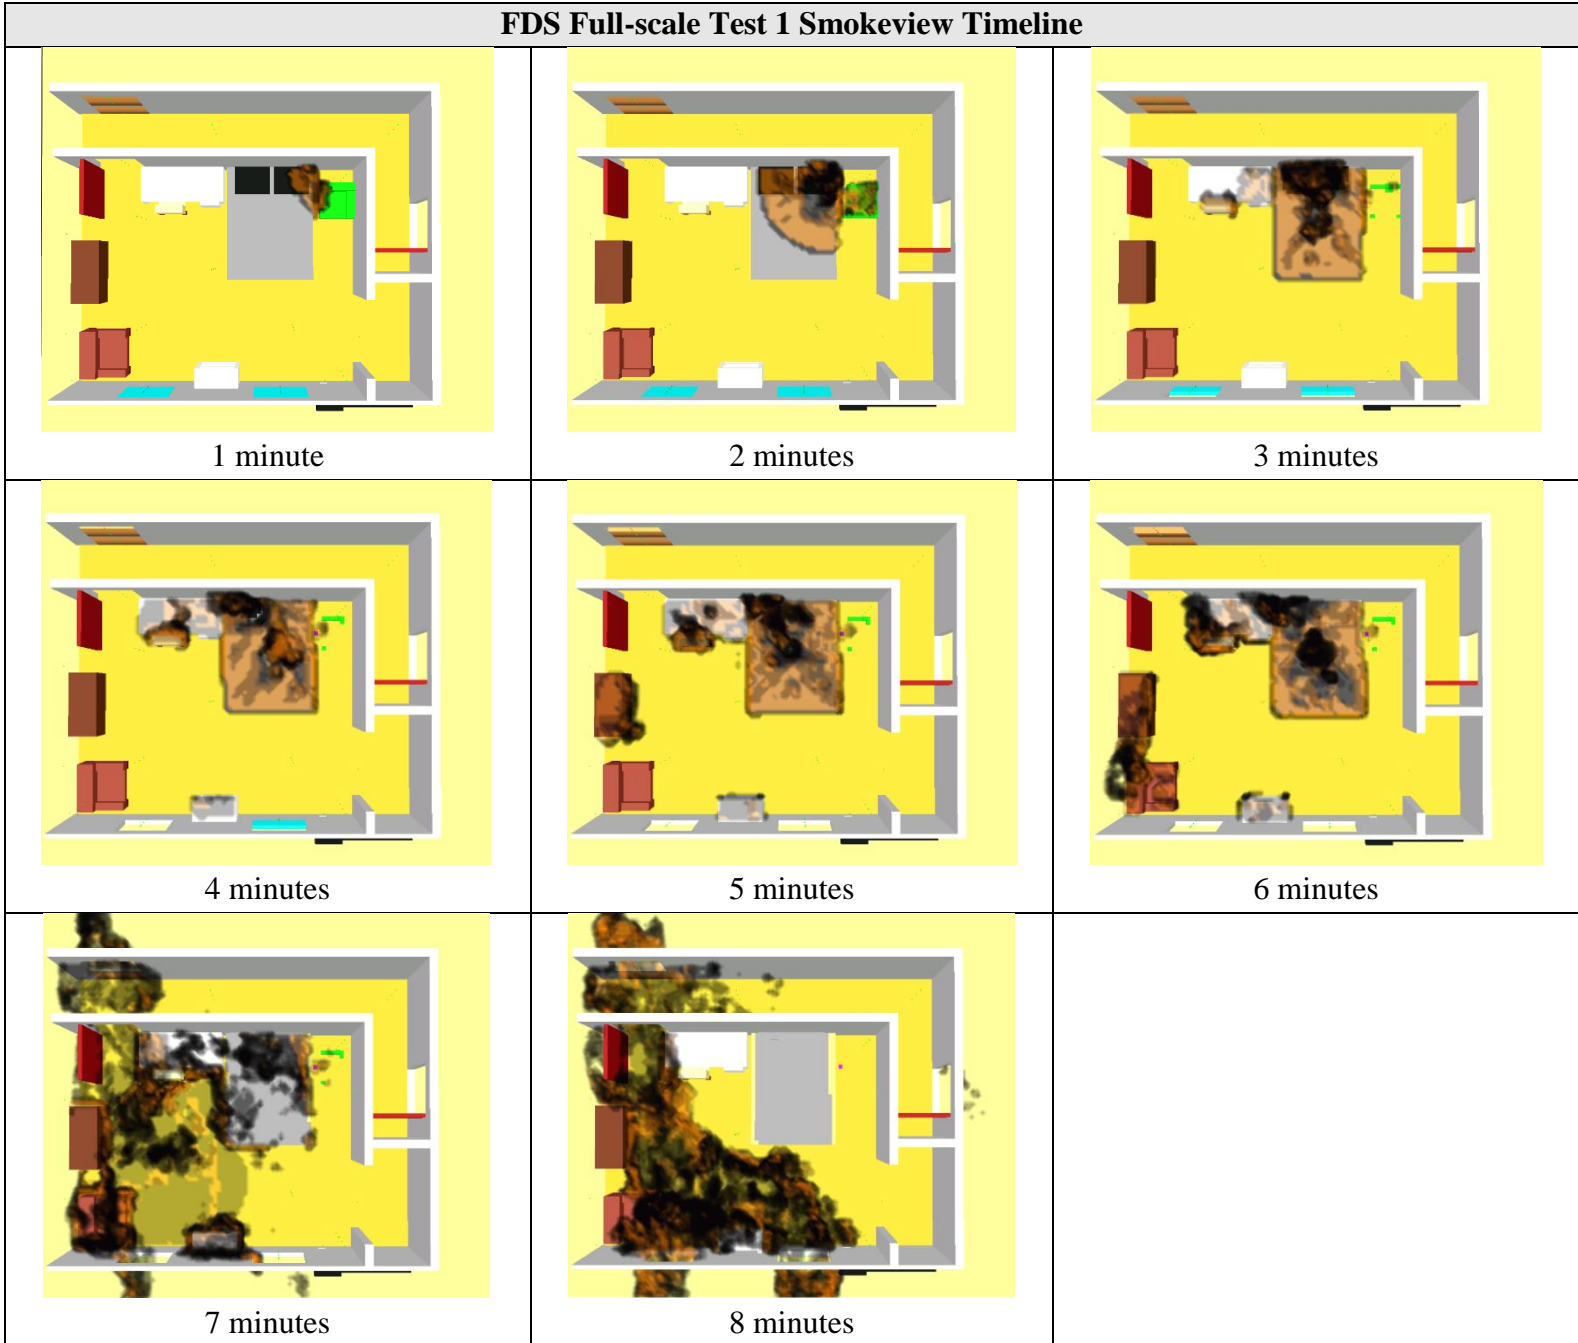 FDS Full-scale Test 1 Smokeview Timeline
1 minute
2 minutes
3 minutes
4 minutes
5 minutes
6 minutes
7 minutes
8 minutes